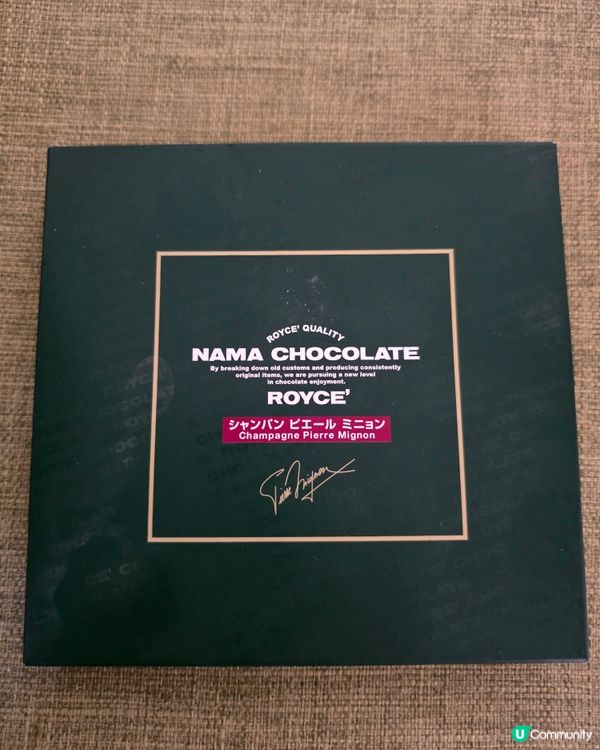 ROYCE' QUALITY
NAMA CHOCOLATE
By breaking down old customs and producing consistently
original items, we are pursuing a new level
in chocolate enjoyment.
ROYCE'
シャンパン ピエール ミニョン
Champagne Pierre Mignon
Pierre Mignon
U Community